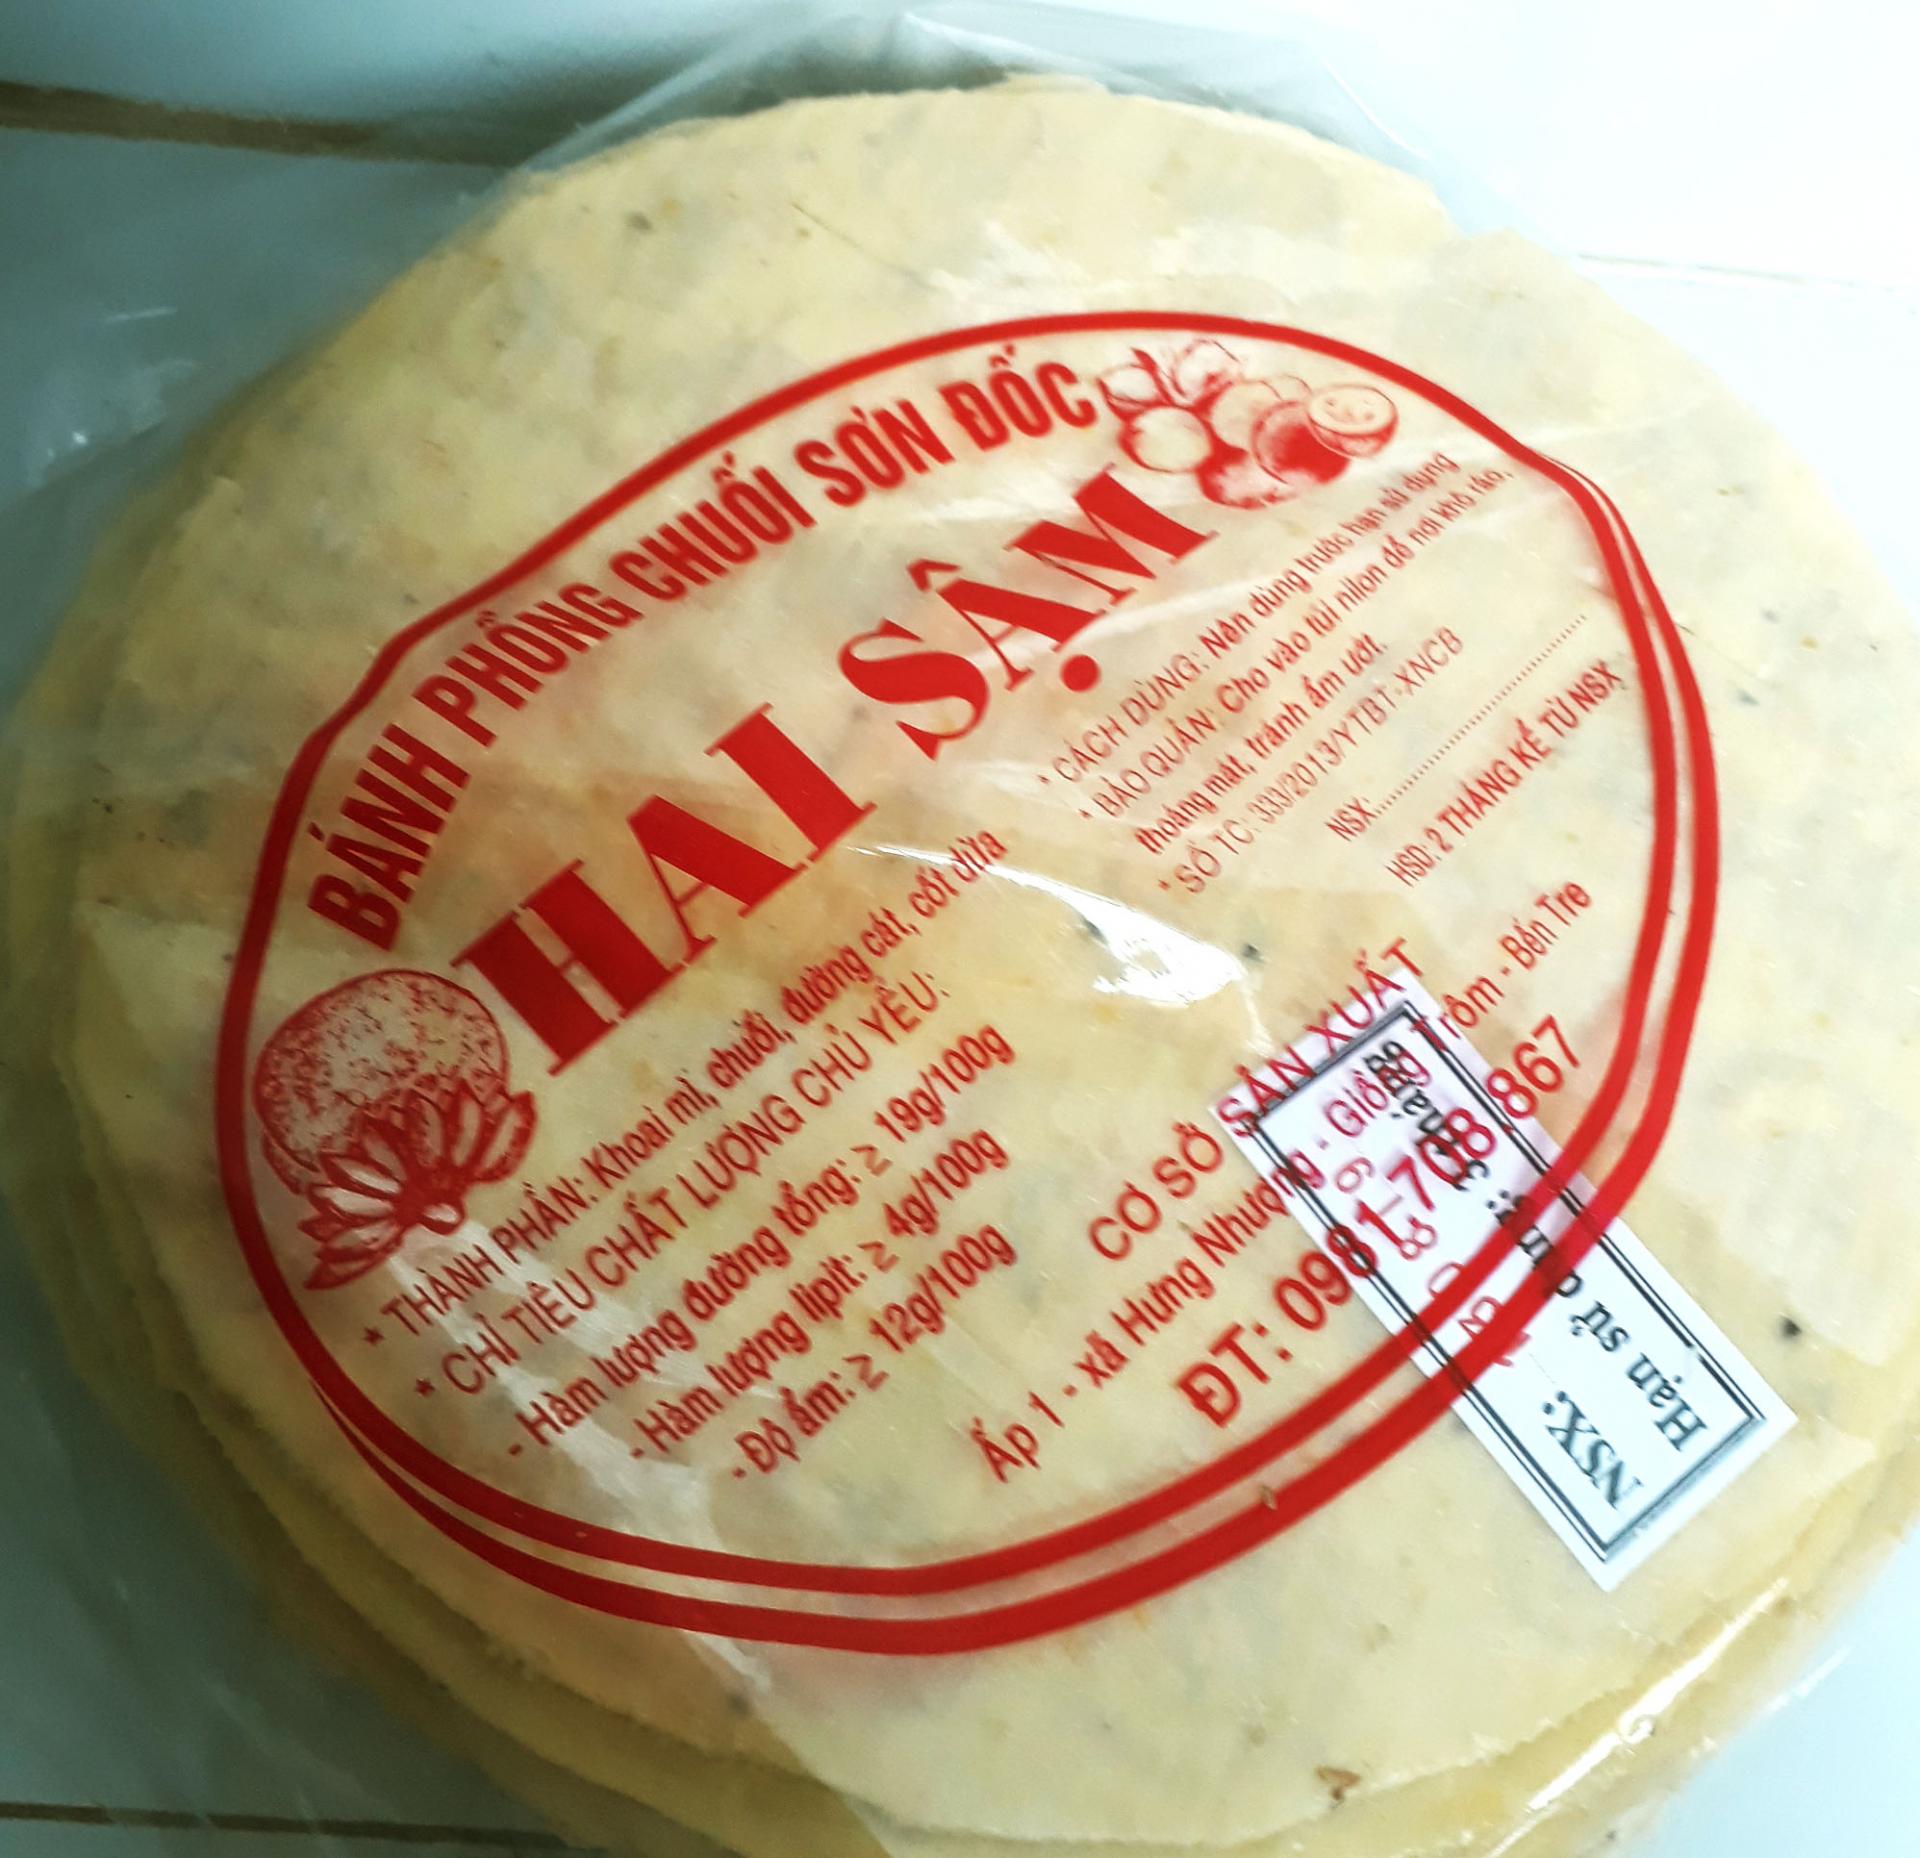 BÁNH PHỒNG CHUỐI SƠN ĐỐC
HAI SẬM
* THÀNH PHẦN: Khoai mì, chuối, đường cát, cốt dừa
* CHỈ TIÊU CHẤT LƯỢNG CHỦ YẾU:
- Hàm lượng đường tổng: ≥ 19g/100g
- Hàm lượng lipit: ≥ 4g/100g
- Độ ẩm: ≥ 12g/100g
* CÁCH DÙNG: Nên dùng trước hạn sử dụng
* BẢO QUẢN: Cho vào túi nilon để nơi khô ráo,
thoáng mát, tránh ẩm ướt.
* SỐ TC: 333/2013/YTBT-XNCB
NSX:
HSD: 2 THÁNG KỂ TỪ NSX
CƠ SỞ SẢN XUẤT
Ấp 1 - xã Hưng Nhượng - Giồng Trôm - Bến Tre
ĐT: 0981 708 867
NSX:
Hạn sử dụng: 3 tháng